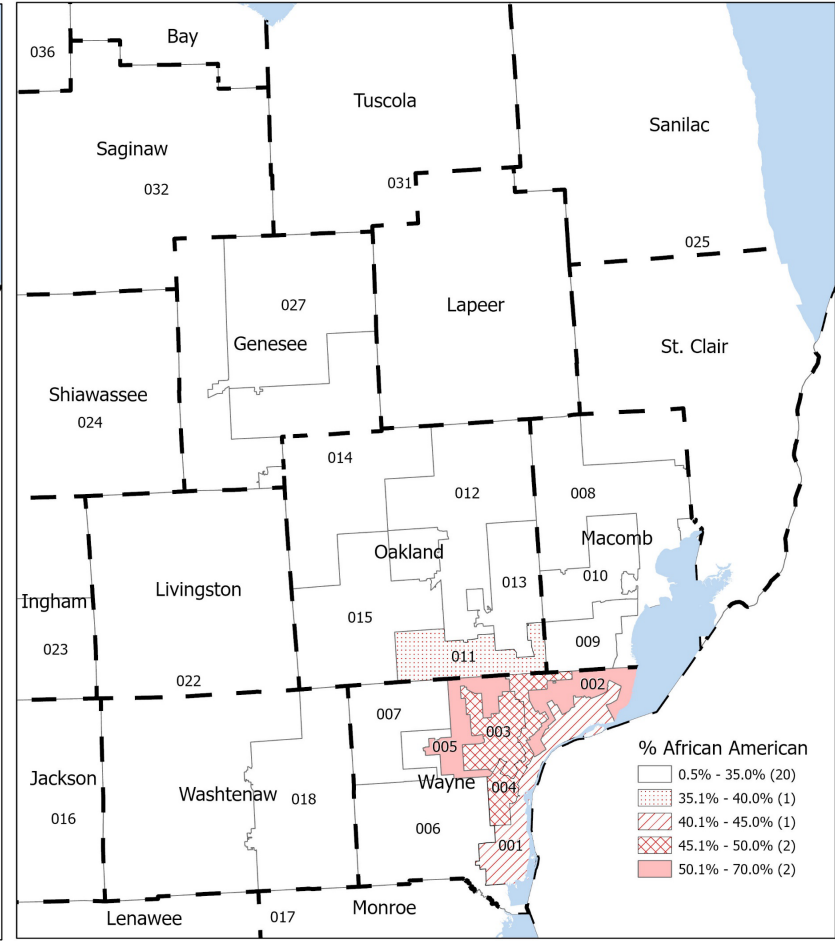 Bay
036
Tuscola
Sanilac
Saginaw
032
031
025
027
Lapeer
Genesee
St. Clair
Shiawassee
024
014
012
008
Oakland
Macomb
013
010
Livingston
Ingham
015
009
023
011
022
002
007
003
005
% African American
0.5% - 35.0% (20)
35.1% - 40.0% (1)
40.1% - 45.0% (1)
45.1% - 50.0% (2)
50.1% - 70.0% (2)
Jackson
Wayne
004
Washtenaw
018
016
006
001
Lenawee
017
Monroe